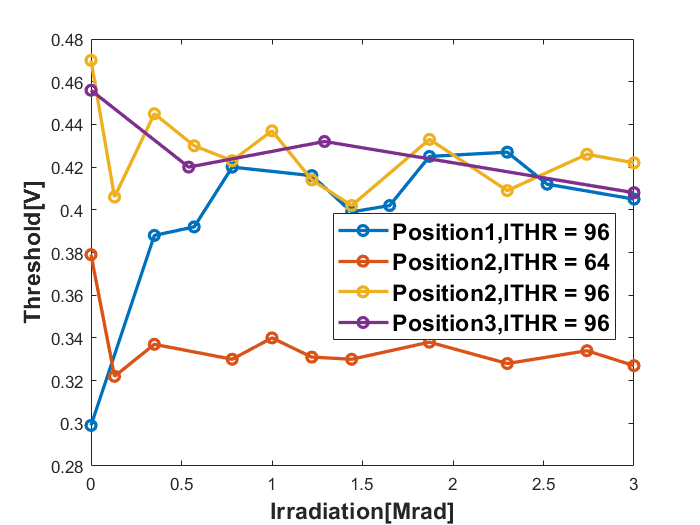 0.48
0.46
0.44
0.42
0.4
0.38
0.36
0.34
0.32
0.3
0.28
Threshold[V]
Position1,ITHR = 96
Position2,ITHR = 64
Position2,ITHR = 96
Position3,ITHR = 96
0 0.5 1 1.5 2 2.5 3
Irradiation[Mrad]